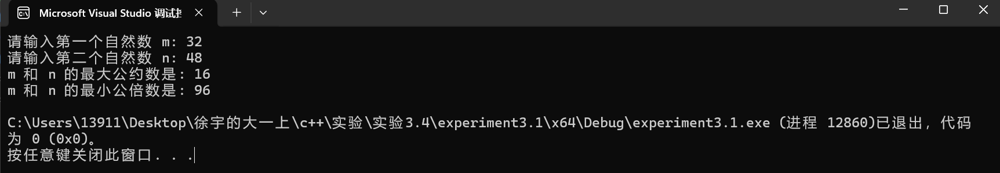 Microsoft Visual Studio 调试
请输入第一个自然数 m: 32
请输入第二个自然数 n: 48
m 和 n 的最大公约数是: 16
m 和 n 的最小公倍数是: 96
C:\Users\13911\Desktop\徐宇的大一上\c++\实验\实验3.4\experiment3.1\x64\Debug\experiment3.1.exe (进程 12860)已退出，代码
为 0 (0x0)。
按任意键关闭此窗口. . .